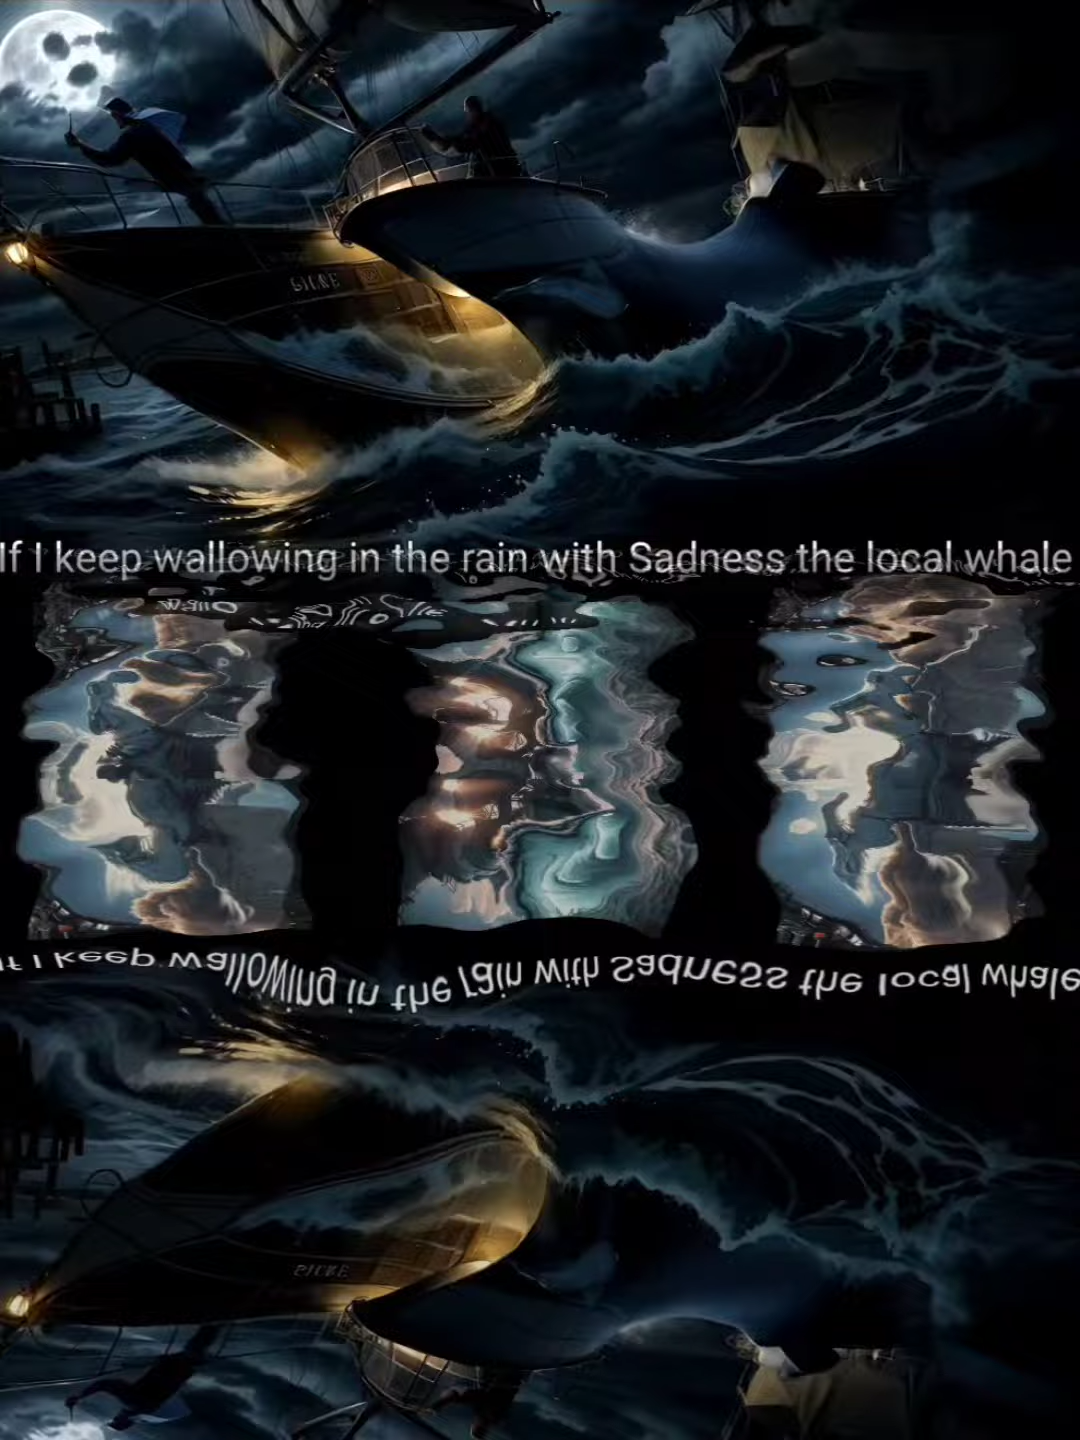 If I keep wallowing in the rain with Sadness the local whale
If I keep wallowing in the rain with Sadness the local whale